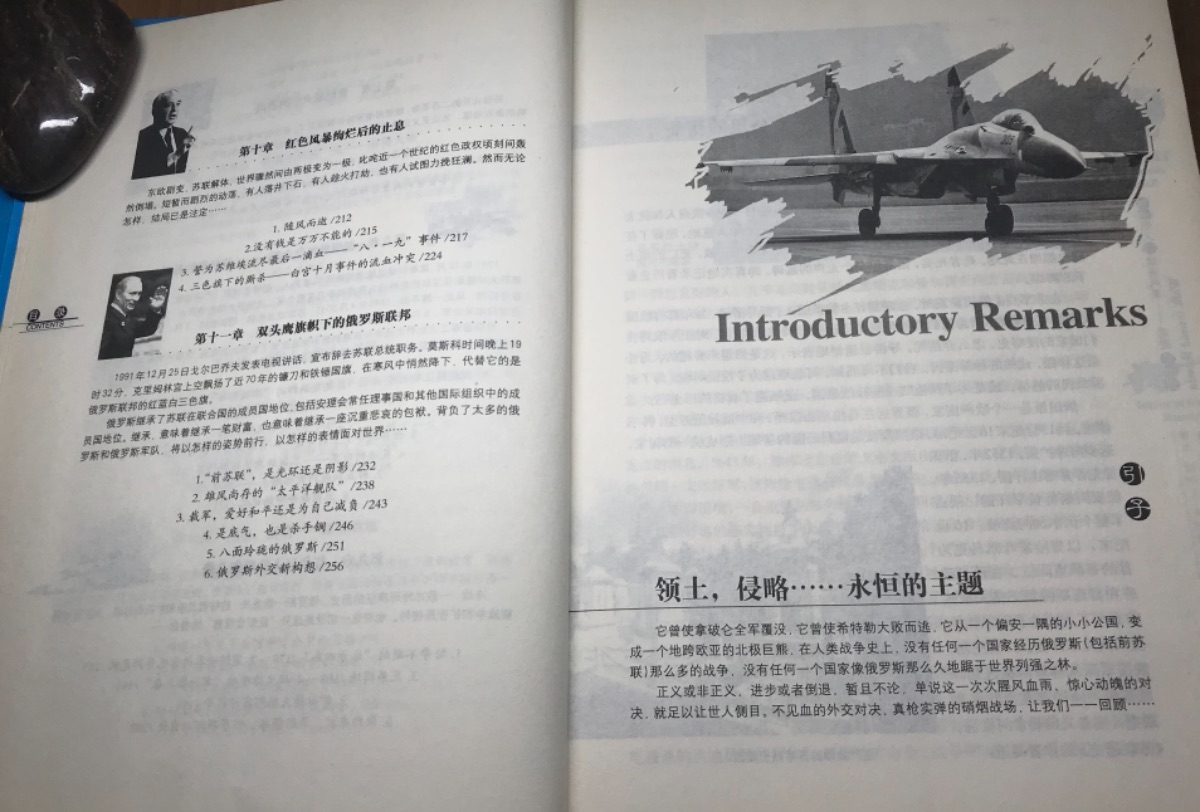 第十章 红色风暴绚烂后的止息
东欧剧变,苏联解体,世界骤然间由两极变为一极,叱咤近一个世纪的红色政权顷刻间轰
然倒塌。短暂而剧烈的动荡,有人落井下石,有人趁火打劫,也有人试图力挽狂澜。然而无论
怎样,结局已是注定……
1. 随风而逝/212
2.没有钱是万万不能的/215
3. 誓为苏维埃流尽最后一滴血——“八·一九”事件/217
4. 三色旗下的厮杀——白宫十月事件的流血冲突/224
目录
CONTENTS
第十一章 双头鹰旗帜下的俄罗斯联邦
1991年12月25日戈尔巴乔夫发表电视讲话,宣布辞去苏联总统职务。莫斯科时间晚上19
时32分,克里姆林宫上空飘扬了近70年的镰刀和铁锤国旗,在寒风中悄然降下,代替它的是
俄罗斯联邦的红蓝白三色旗。
俄罗斯继承了苏联在联合国的成员国地位,包括安理会常任理事国和其他国际组织中的成
员国地位。继承,意味着继承一笔财富,也意味着继承一座沉重悲哀的包袱。背负了太多的俄
罗斯和俄罗斯军队,将以怎样的姿势前行,以怎样的表情面对世界……
1.“前苏联”,是光环还是阴影/232
2. 雄风尚存的“太平洋舰队”/238
3. 裁军,爱好和平还是为自己减负/243
4. 是底气,也是杀手锏/246
5. 八面玲珑的俄罗斯/251
6. 俄罗斯外交新构想/256
Introductory Remarks
引子
领土,侵略……永恒的主题
它曾使拿破仑全军覆没,它曾使希特勒大败而逃,它从一个偏安一隅的小小公国,变
成一个地跨欧亚的北极巨熊,在人类战争史上,没有任何一个国家经历俄罗斯(包括前苏
联)那么多的战争,没有任何一个国家像俄罗斯那么久地踞于世界列强之林。
正义或非正义,进步或者倒退,暂且不论,单说这一次次腥风血雨、惊心动魄的对
决,就足以让世人侧目。不见血的外交对决,真枪实弹的硝烟战场,让我们一一回顾……